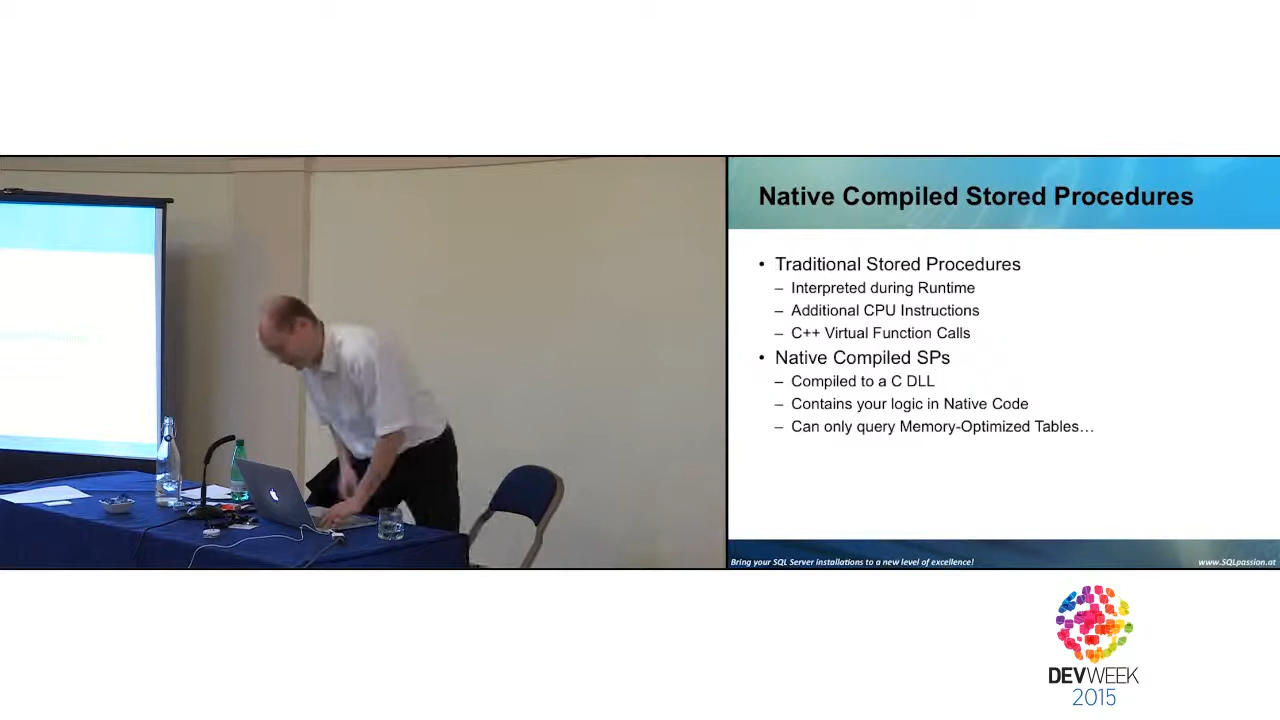 Native Compiled Stored Procedures
• Traditional Stored Procedures
– Interpreted during Runtime
– Additional CPU Instructions
– C++ Virtual Function Calls
• Native Compiled SPs
– Compiled to a C DLL
– Contains your logic in Native Code
– Can only query Memory-Optimized Tables…
Bring your SQL Server installations to a new level of excellence!
www.SQLpassion.at
DEVWEEK
2015